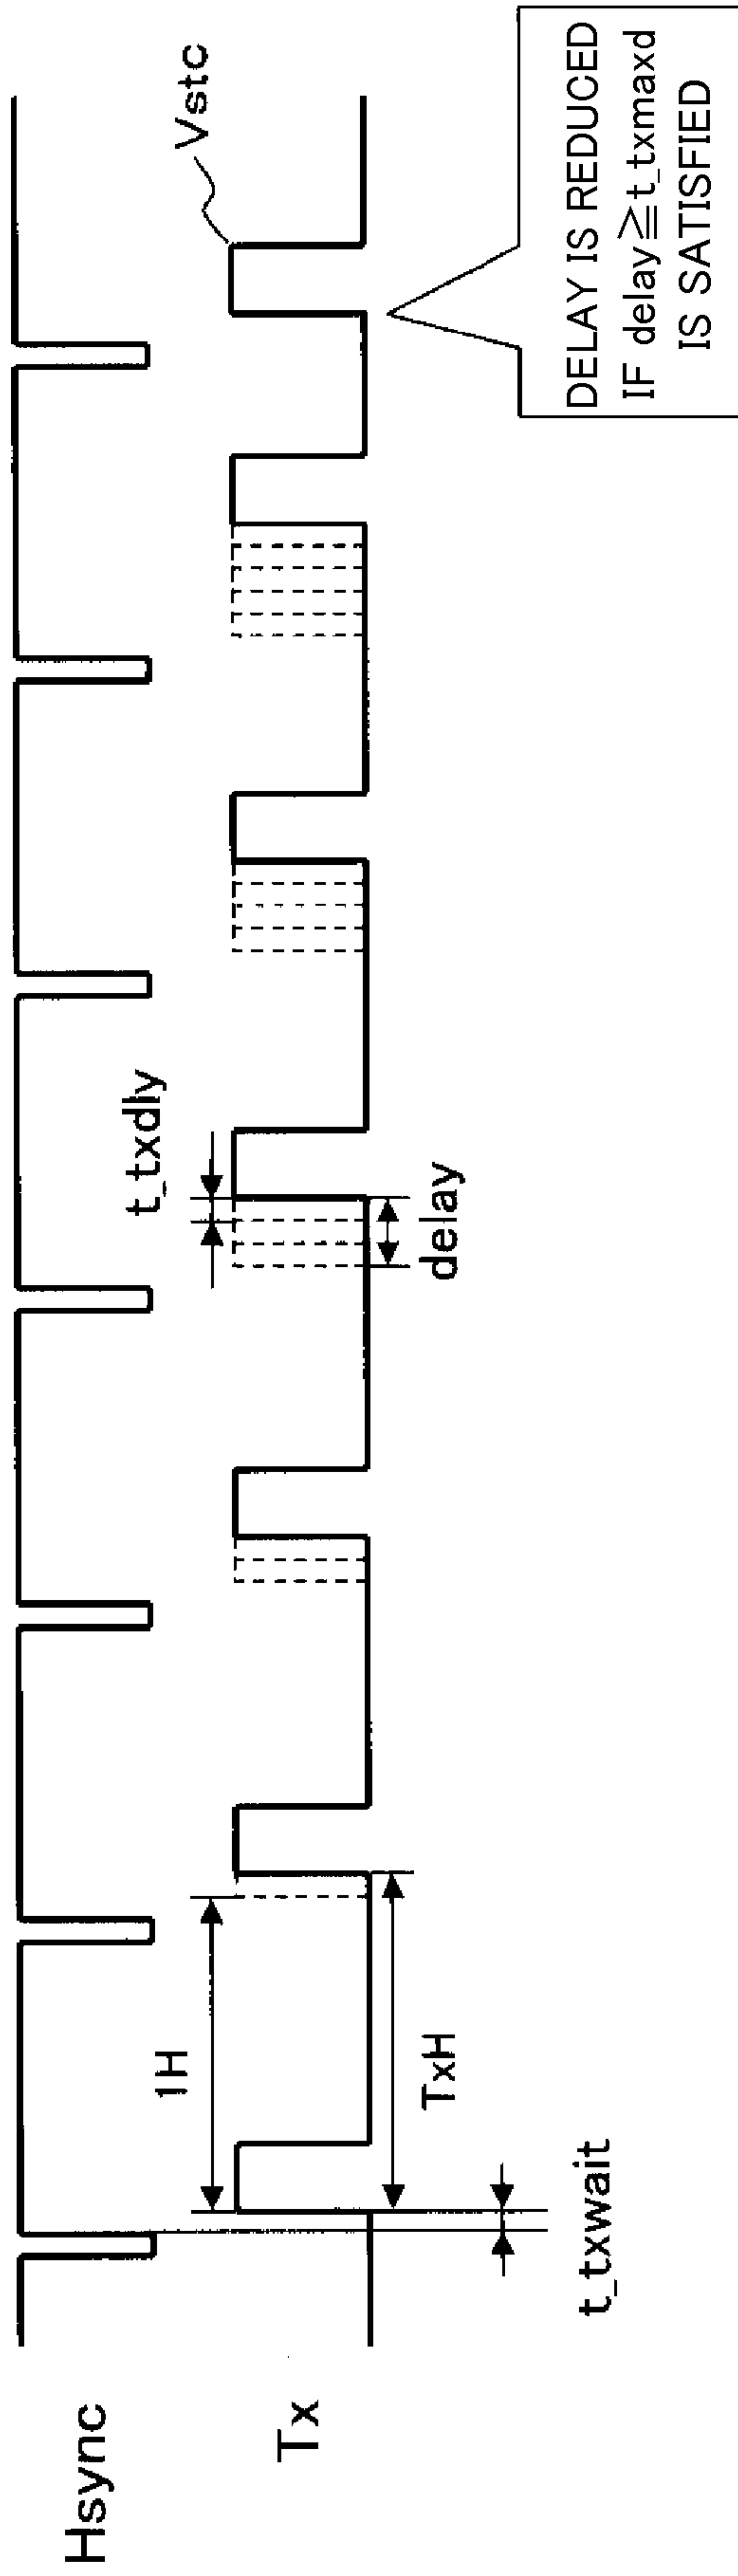 Hsync
Tx
t_txwait
1H
TxH
t_txdly
delay
Vstc
DELAY IS REDUCED
IF delay≧t_txmaxd
IS SATISFIED